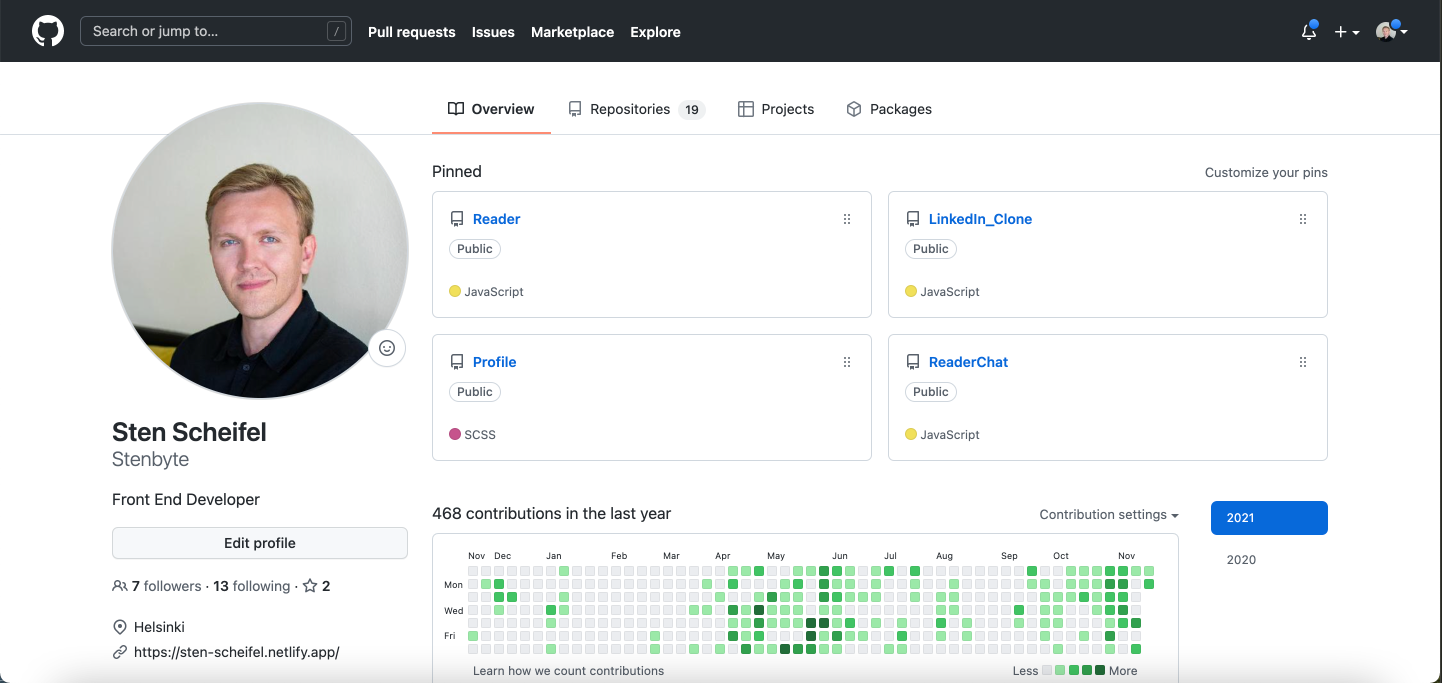 Search or jump to...
/
Pull requests
Issues
Marketplace
Explore
Overview
Repositories 19
Projects
Packages
Sten Scheifel
Stenbyte
Front End Developer
Edit profile
7 followers · 13 following · 2
Helsinki
https://sten-scheifel.netlify.app/
Pinned
Customize your pins
Reader
Public
JavaScript
LinkedIn_Clone
Public
JavaScript
Profile
Public
SCSS
ReaderChat
Public
JavaScript
468 contributions in the last year
Contribution settings
2021
2020
Nov Dec Jan Feb Mar Apr May Jun Jul Aug Sep Oct Nov
Mon
Wed
Fri
Learn how we count contributions
Less More